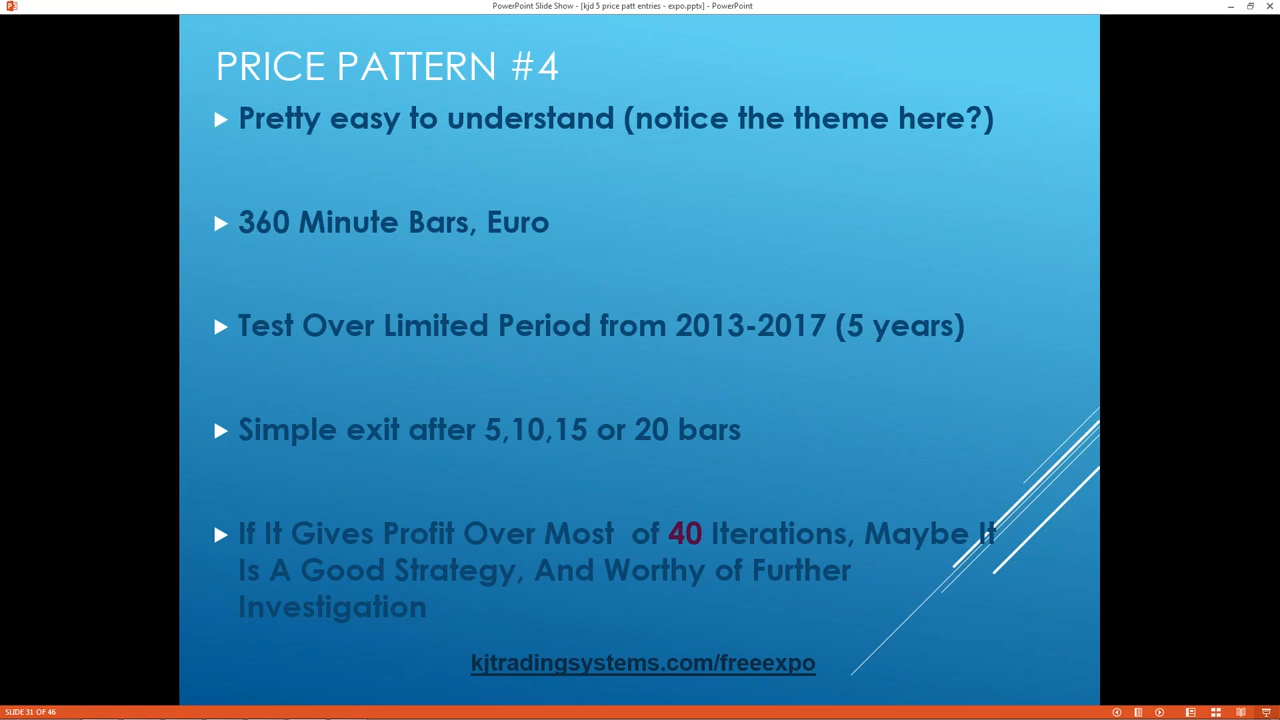 PowerPoint Slide Show - [kjd 5 price patt entries - expo.pptx] - PowerPoint
PRICE PATTERN #4
Pretty easy to understand (notice the theme here?)
360 Minute Bars, Euro
Test Over Limited Period from 2013-2017 (5 years)
Simple exit after 5,10,15 or 20 bars
If It Gives Profit Over Most of 40 Iterations, Maybe It
Is A Good Strategy, And Worthy of Further
Investigation
kjtradingsystems.com/freeexpo
SLIDE 31 OF 46